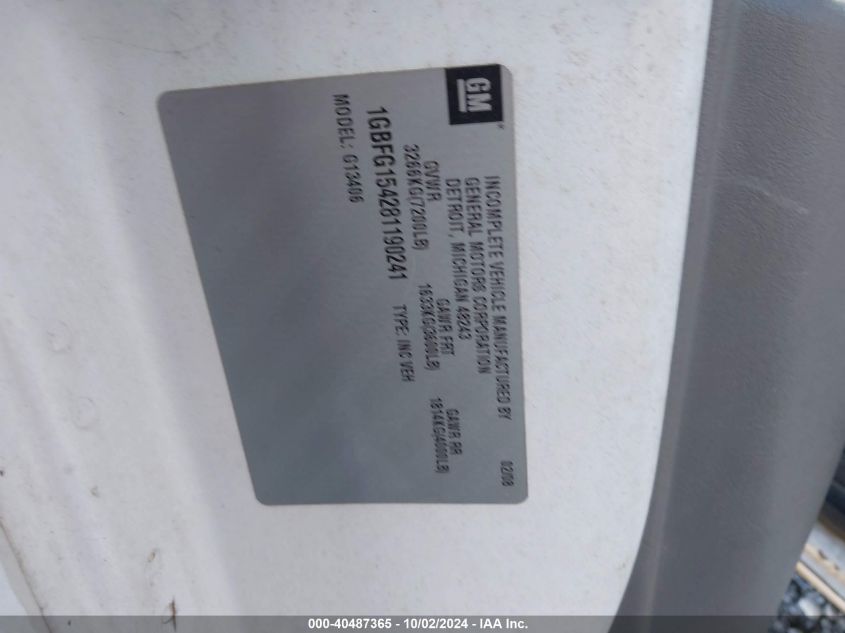 GM
INCOMPLETE VEHICLE MANUFACTURED BY
GENERAL MOTORS CORPORATION
DETROIT, MICHIGAN 48243
02/08
GVWR GAWR FRT GAWR RR
3266KG(7200LB) 1633KG(3600LB) 1814KG(4000LB)
1GBFG154281190241 TYPE: INC VEH
MODEL: G13406
000-40487365 - 10/02/2024 - IAA Inc.